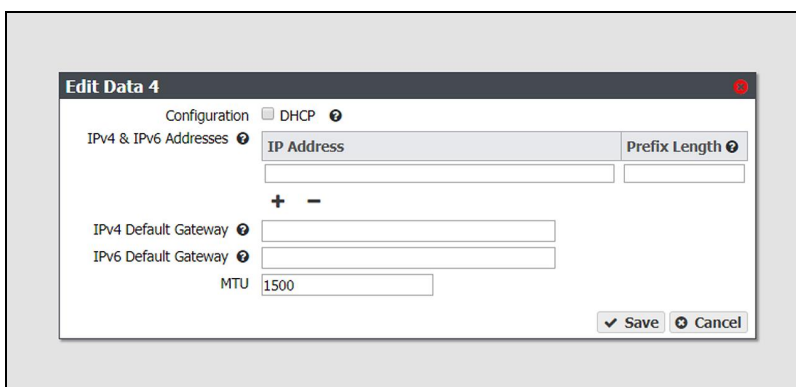 Edit Data 4
Configuration DHCP ?
IPv4 & IPv6 Addresses ? IP Address Prefix Length ?
+ −
IPv4 Default Gateway ?
IPv6 Default Gateway ?
MTU 1500
Save Cancel